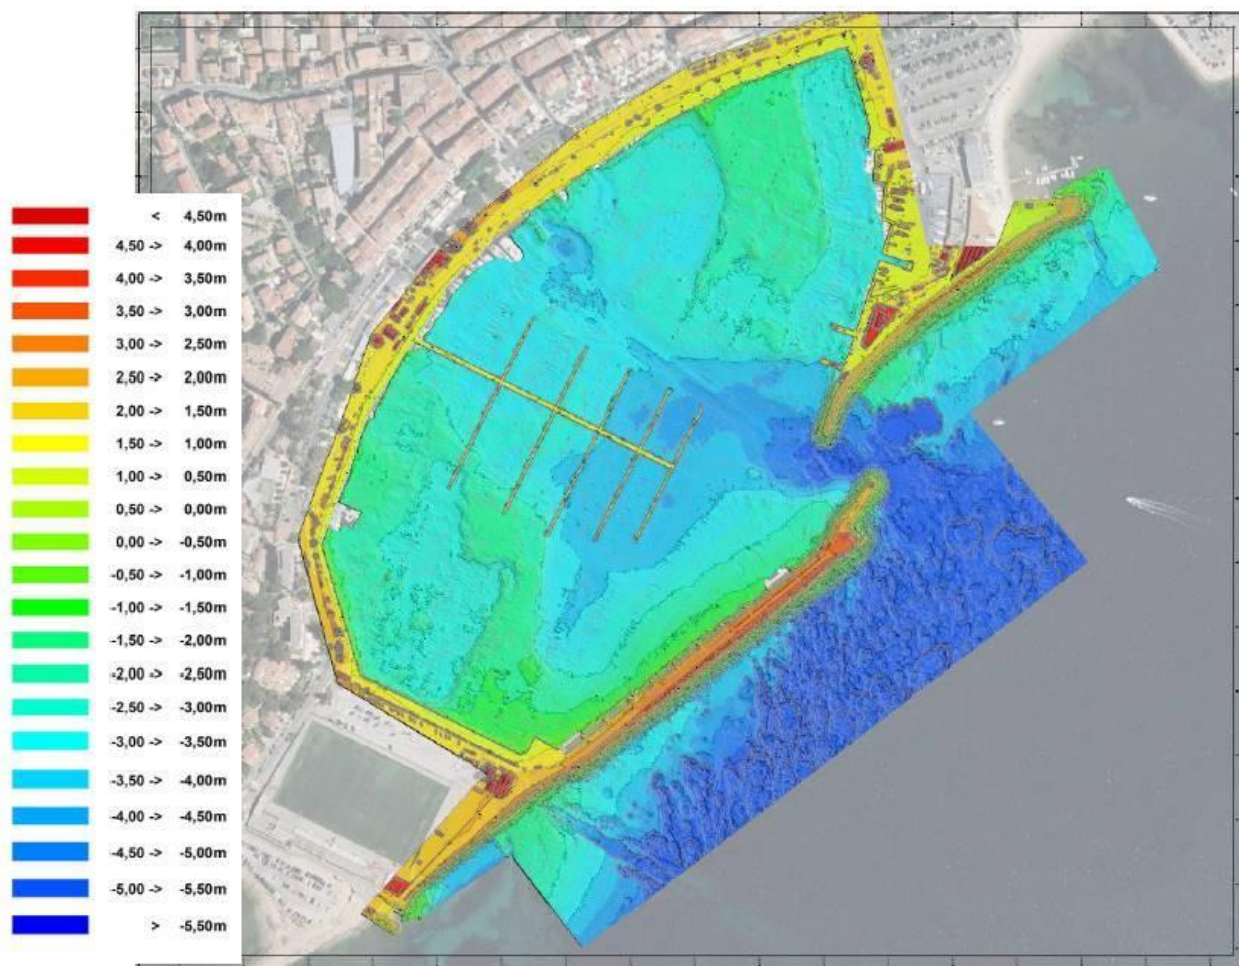 < 4,50m
4,50 -> 4,00m
4,00 -> 3,50m
3,50 -> 3,00m
3,00 -> 2,50m
2,50 -> 2,00m
2,00 -> 1,50m
1,50 -> 1,00m
1,00 -> 0,50m
0,50 -> 0,00m
0,00 -> -0,50m
-0,50 -> -1,00m
-1,00 -> -1,50m
-1,50 -> -2,00m
-2,00 -> -2,50m
-2,50 -> -3,00m
-3,00 -> -3,50m
-3,50 -> -4,00m
-4,00 -> -4,50m
-4,50 -> -5,00m
-5,00 -> -5,50m
> -5,50m